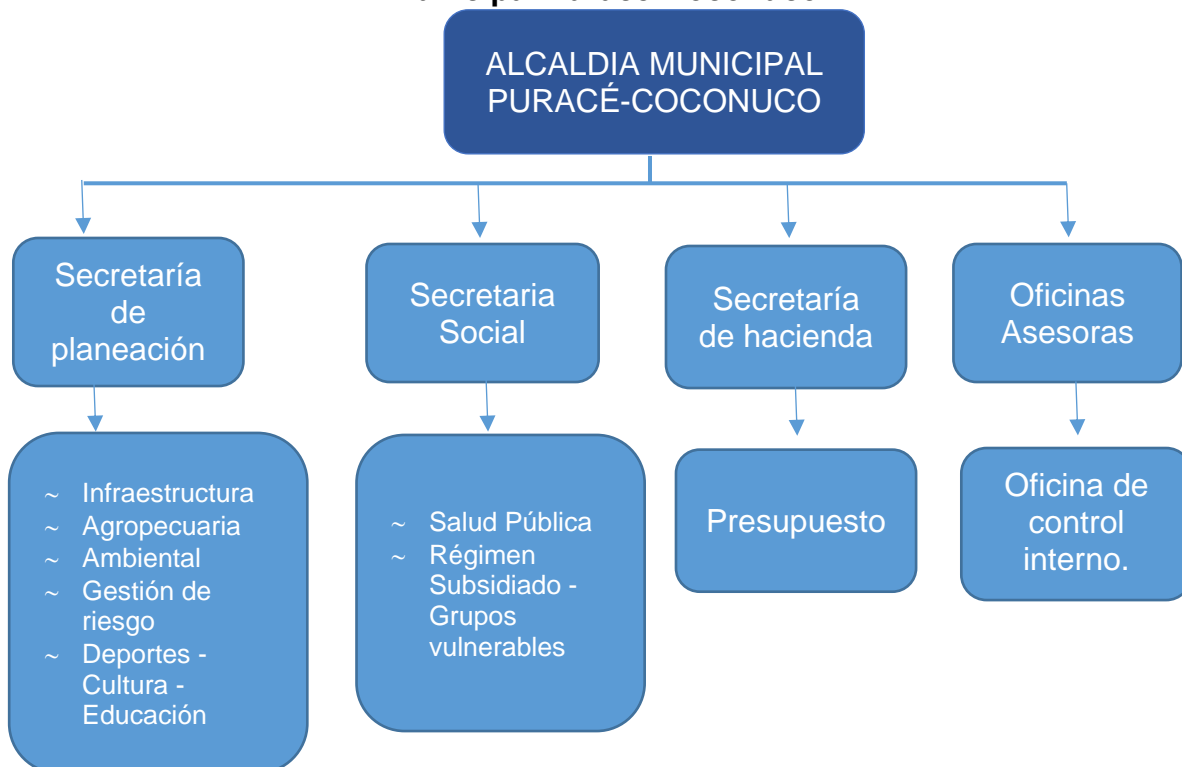 ALCALDIA MUNICIPAL
PURACÉ-COCONUCO
Secretaría
de
planeación
Secretaria
Social
Secretaría
de hacienda
Oficinas
Asesoras
~ Infraestructura
~ Agropecuaria
~ Ambiental
~ Gestión de
riesgo
~ Deportes -
Cultura -
Educación
~ Salud Pública
~ Régimen
Subsidiado -
Grupos
vulnerables
Presupuesto
Oficina de
control
interno.